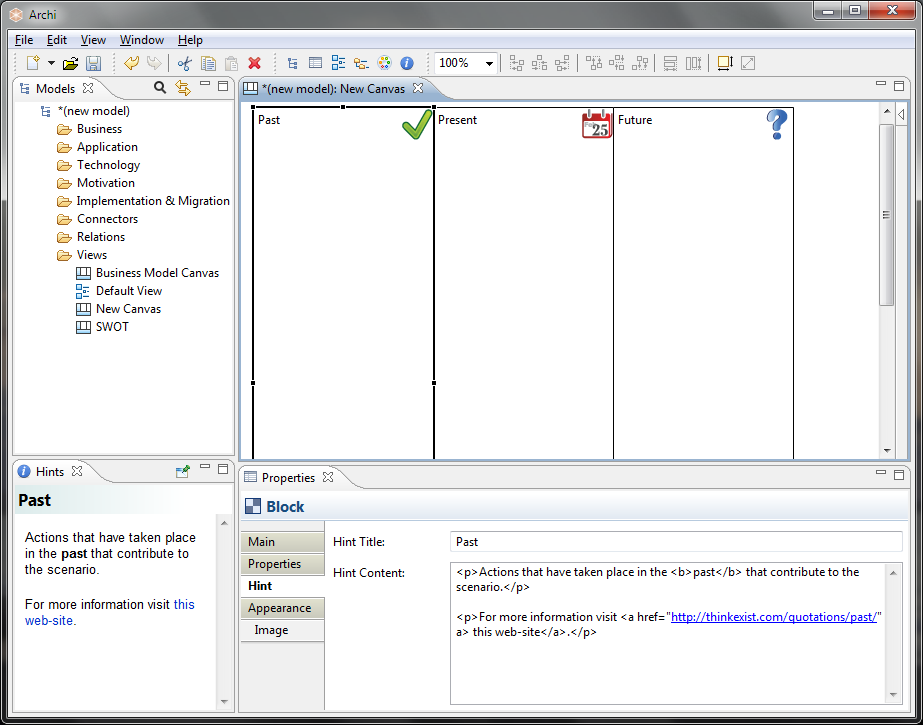 Archi
File Edit View Window Help
100%
Models
*(new model): New Canvas
*(new model)
Business
Application
Technology
Motivation
Implementation & Migration
Connectors
Relations
Views
Business Model Canvas
Default View
New Canvas
SWOT
Past
Present
25
Future
Hints
Past
Actions that have taken place
in the past that contribute to
the scenario.
For more information visit this
web-site.
Properties
Block
Main
Properties
Hint
Appearance
Image
Hint Title:
Past
Hint Content:
<p>Actions that have taken place in the <b>past</b> that contribute to the
scenario.</p>
<p>For more information visit <a href="http://thinkexist.com/quotations/past/"
a> this web-site</a>.</p>